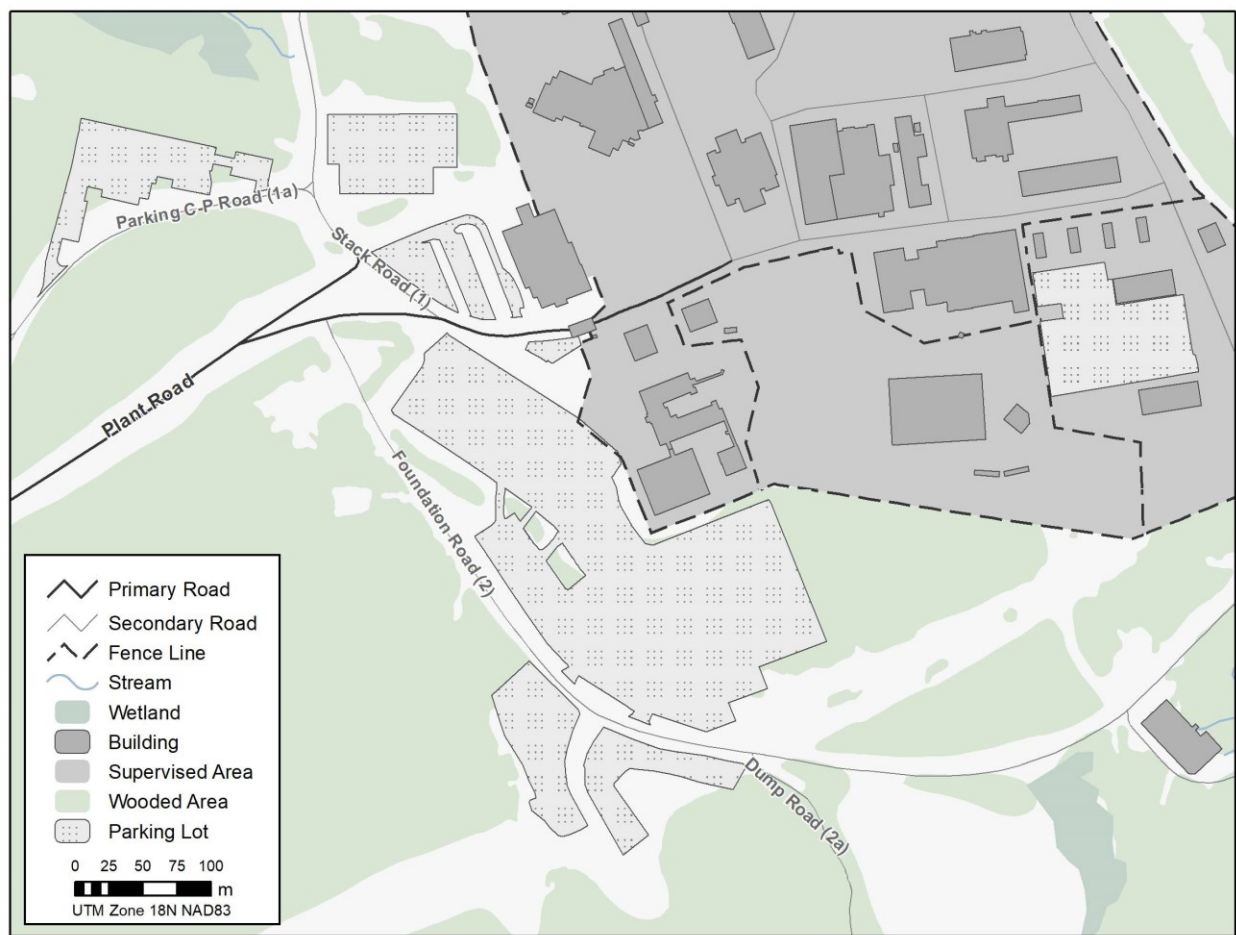 Parking C-P Road (1a)
Stack Road (1)
Plant Road
Foundation Road (2)
Dump Road (2a)
Primary Road
Secondary Road
Fence Line
Stream
Wetland
Building
Supervised Area
Wooded Area
Parking Lot
0 25 50 75 100
m
UTM Zone 18N NAD83